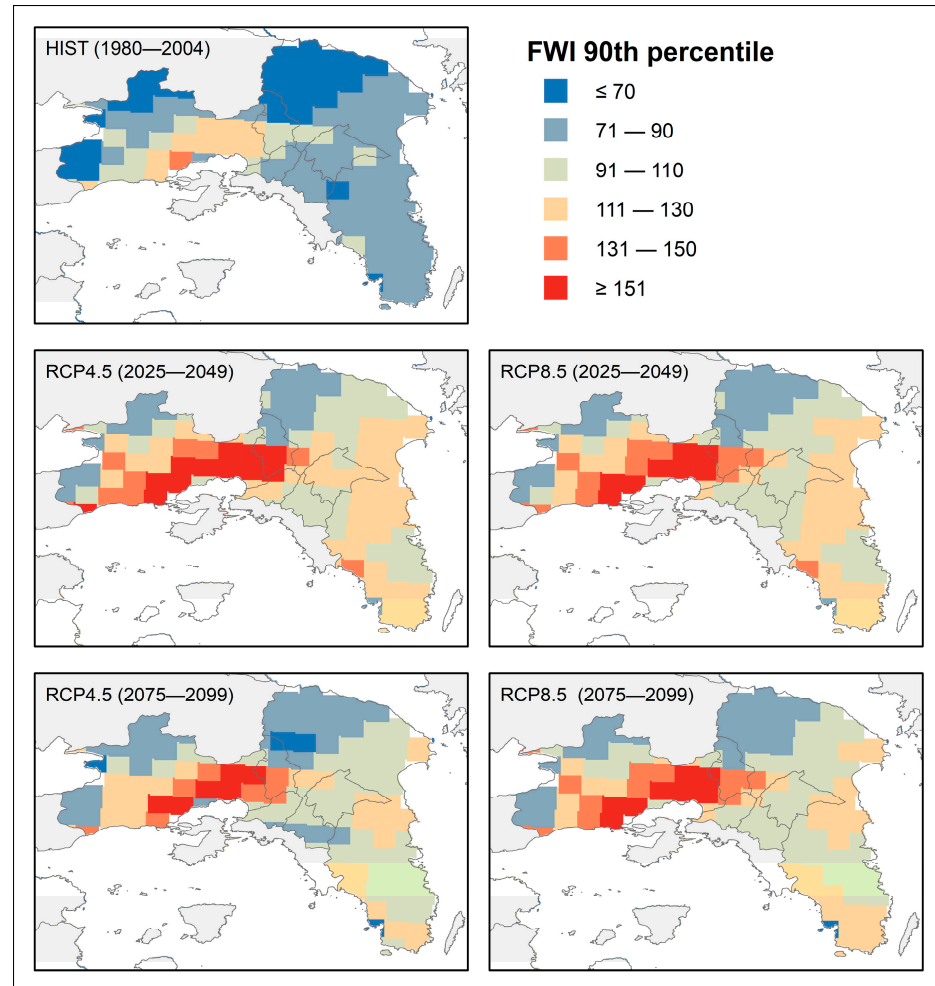 HIST (1980—2004)
FWI 90th percentile
≤ 70
71 — 90
91 — 110
111 — 130
131 — 150
≥ 151
RCP4.5 (2025—2049)
RCP8.5 (2025—2049)
RCP4.5 (2075—2099)
RCP8.5 (2075—2099)